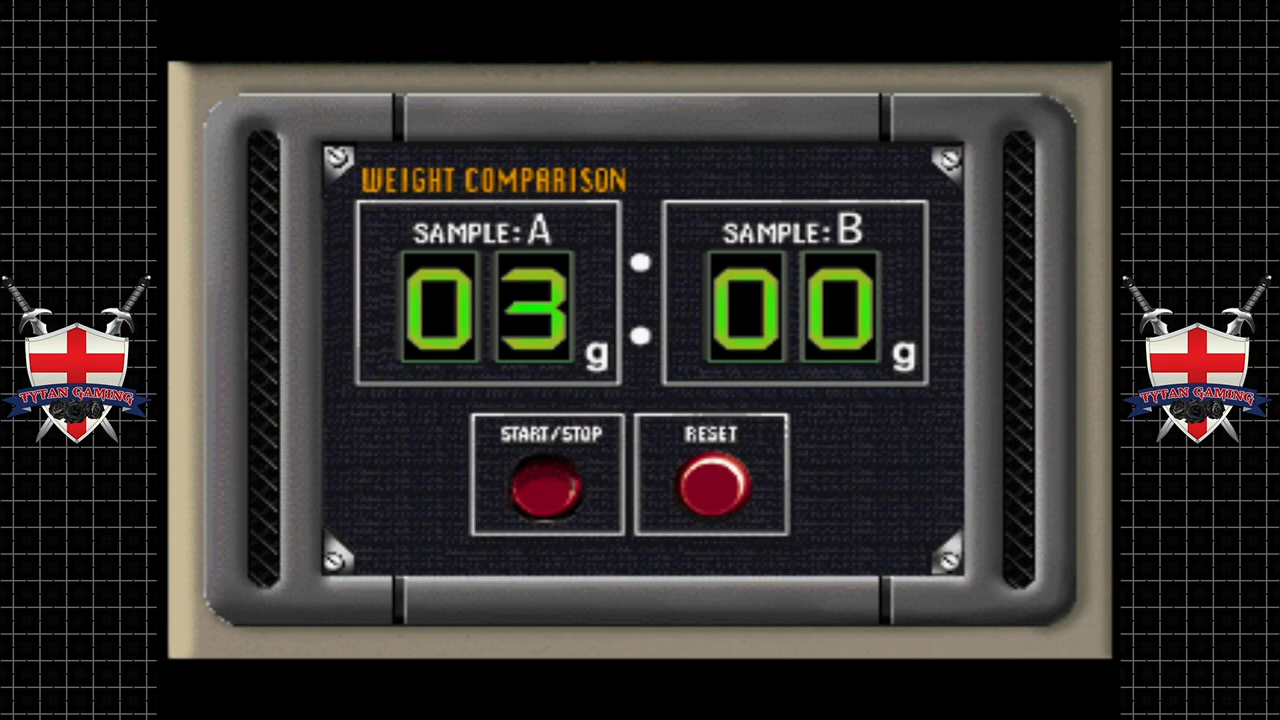 WEIGHT COMPARISON
SAMPLE: A
03 g
:
SAMPLE: B
00 g
START/STOP
RESET
TYTAN GAMING
TYTAN GAMING